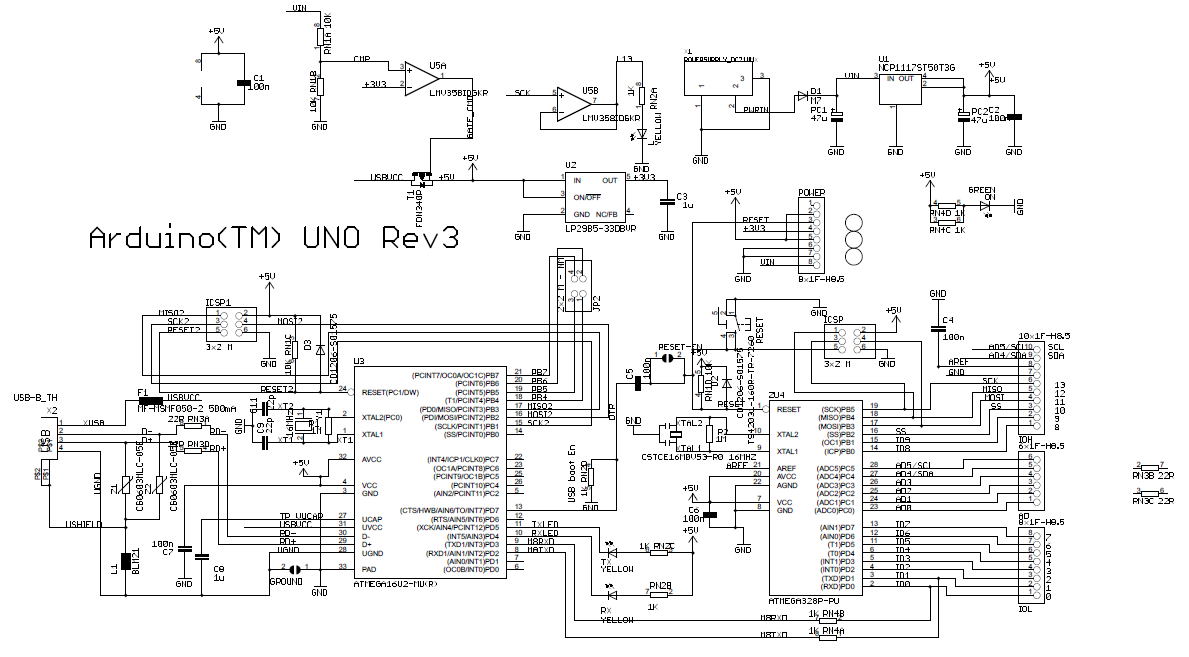 VIN
+5V
RN1A 10K
C1
100n
GND
CMP
+3V3
10K RN1B
GND
U5A
LMV358IDGKR
GATE_CMD
SCK
U5B
LMV358IDGKR
L13
1K
RN2A
YELLOW
L
GND
X1
PWRIN
GND
D1
M7
VIN
PC1
47u
GND
U1
NCP1117ST50T3G
IN OUT
GND
+5V
+5V
PC2
47u
C2
100n
GND
GND
USBVCC
T1
FDN340P
+5V
+5V
U2
IN OUT
ON/OFF
GND NC/FB
LP2985-33DBVR
+3V3
C3
1u
GND
GND
Arduino(TM) UNO Rev3
+5V
RESET
+3V3
VIN
GND
POWER
8x1F-H8.5
+5V
RN4D 1K
RN4C 1K
GREEN
ON
GND
ICSP1
MISO2
SCK2
RESET2
3x2 M
+5V
MOSI2
GND
10K RN1C
D3
CD1206-S01575
RESET2
2x2 M - NM
JP2
U3
RESET(PC1/DW)
XTAL2(PC0)
XTAL1
AVCC
VCC
GND
UCAP
UVCC
D-
D+
UGND
PAD
(PCINT7/OC0A/OC1C)PB7
(PCINT6)PB6
(PCINT5)PB5
(T1/PCINT4)PB4
(PDO/MISO/PCINT3)PB3
(PDI/MOSI/PCINT2)PB2
(SCLK/PCINT1)PB1
(SS/PCINT0)PB0
(INT4/ICP1/CLK0)PC7
(OC1A/PCINT8)PC6
(PCINT9/OC1B)PC5
(PCINT10)PC4
(AIN2/PCINT11)PC2
(CTS/HWB/AIN6/TO/INT7)PD7
(RTS/AIN5/INT6)PD6
(XCK/AIN4/PCINT12)PD5
(INT5/AIN3)PD4
(TXD1/INT3)PD3
(RXD1/AIN1/INT2)PD2
(AIN0/INT1)PD1
(OC0B/INT0)PD0
ATMEGA16U2-MU(R)
PB7
PB6
PB5
PB4
MISO2
MOSI2
SCK2
TXLED
RXLED
M8RXD
M8TXD
USB-B_TH
X2
F1
USBVCC
MF-MSMF050-2 500mA
XUSB
D-
D+
22R RN3A
22R RN3D
RD-
RD+
UGND
Z1
CG0603MLC-05E
Z2
CG0603MLC-05E
USHIELD
L1
BLM21
C11
22p
C9
22p
GND
XT2
XT1
Y1
+5V
TP_VUCAP
USBVCC
RD-
RD+
UGND
100n
C7
C8
1u
GND
GROUND
GND
DTR
USB boot En
1K RN2D
GND
TX
YELLOW
1K RN2C
RX
YELLOW
RN2B
1K
+5V
C5
100n
RESET-EN
+5V
RN1D 10K
D2
CD1206-S01575
RESET
TS42031-160R-TR-7260
GND
ICSP
3x2 M
+5V
GND
GND
XTAL2
XTAL1
CSTCE16M0V53-R0 16MHZ
R2
1M
+5V
C6
100n
AREF
GND
ZU4
RESET
XTAL2
XTAL1
AREF
AVCC
AGND
VCC
GND
(SCK)PB5
(MISO)PB4
(MOSI)PB3
(SS)PB2
(OC1)PB1
(ICP)PB0
(ADC5)PC5
(ADC4)PC4
(ADC3)PC3
(ADC2)PC2
(ADC1)PC1
(ADC0)PC0
(AIN1)PD7
(AIN0)PD6
(T1)PD5
(T0)PD4
(INT1)PD3
(INT0)PD2
(TXD)PD1
(RXD)PD0
ATMEGA328P-PU
GND
C4
100n
AD5/SCL
AD4/SDA
AREF
GND
SCK
MISO
MOSI
SS
IO9
IO8
10x1F-H8.5
SCL
SDA
13
12
11
10
9
8
IOH
6x1F-H8.5
AD5/SCL
AD4/SDA
AD3
AD2
AD1
AD0
AD
8x1F-H8.5
IO7
IO6
IO5
IO4
IO3
IO2
IO1
IO0
7
6
5
4
3
2
1
0
IOL
RN3B 22R
RN3C 22R
M8RXD
1K RN4B
M8TXD
1K RN4A